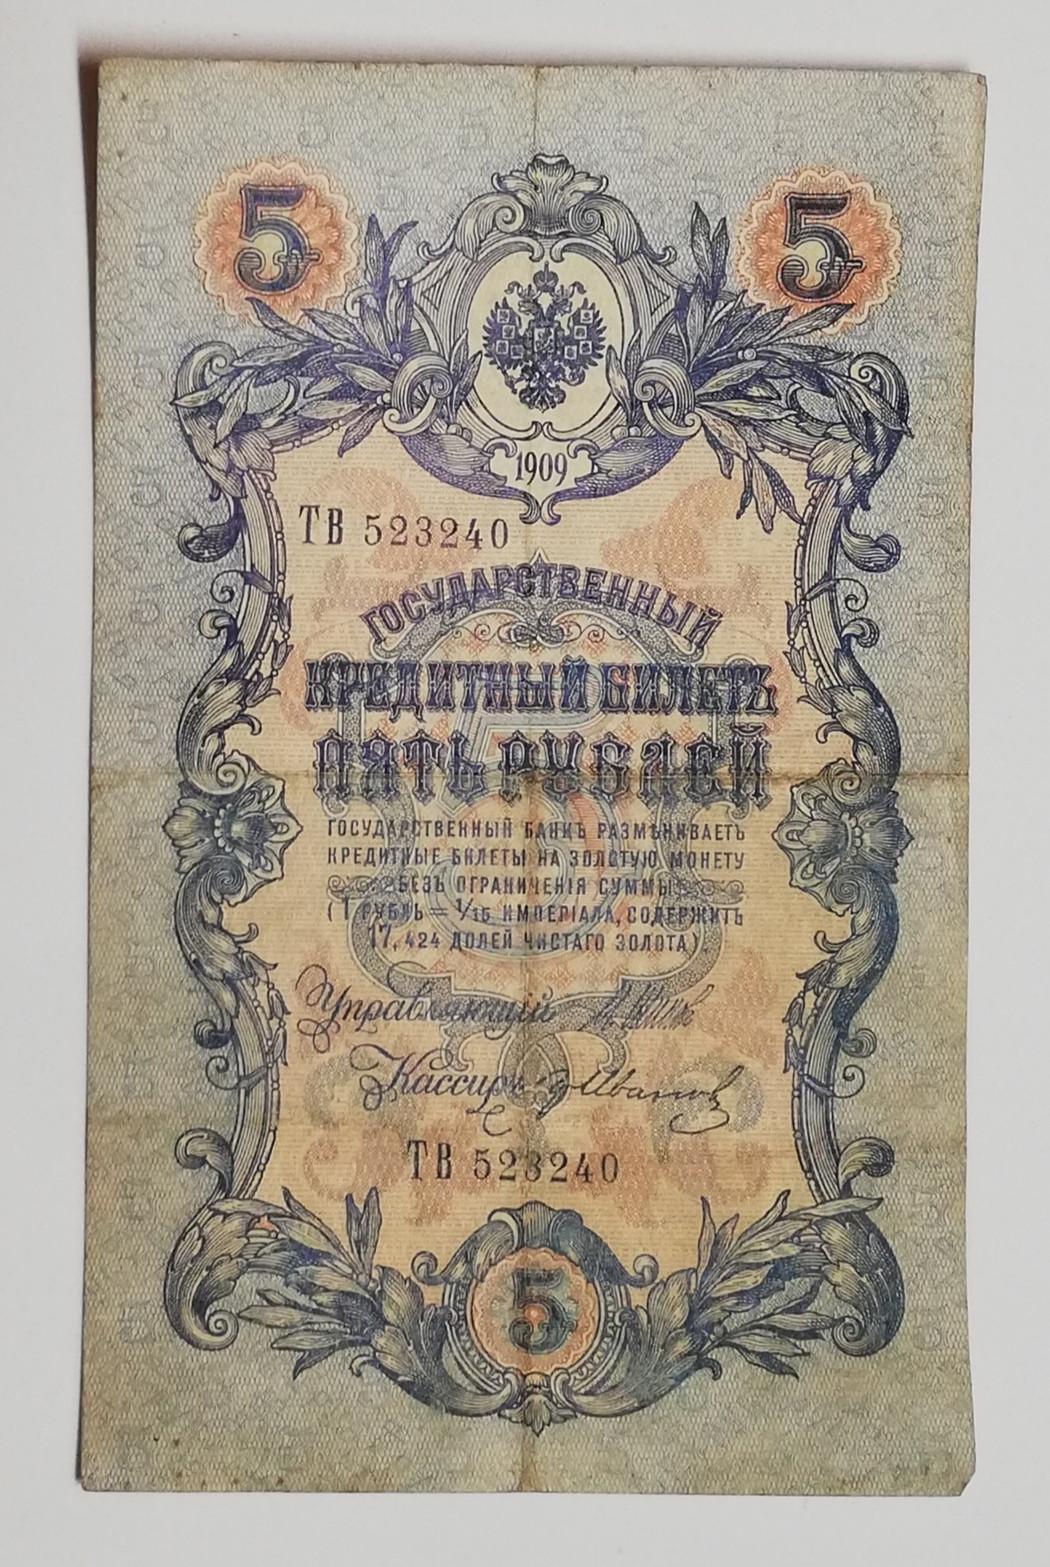 5 5
1909
ТВ 523240
ГОСУДАРСТВЕННЫЙ
КРЕДИТНЫЙ БИЛЕТЪ
ПЯТЬ РУБЛЕЙ
ГОСУДАРСТВЕННЫЙ БАНКЪ РАЗМѢНИВАЕТЪ
КРЕДИТНЫЕ БИЛЕТЫ НА ЗОЛОТУЮ МОНЕТУ
БЕЗЪ ОГРАНИЧЕНІЯ СУММЫ
(1 РУБЛЬ = 1/15 ИМПЕРІАЛА, СОДЕРЖИТЪ
17,424 ДОЛЕЙ ЧИСТАГО ЗОЛОТА).
Управляющій
Кассиръ Иванов
ТВ 523240
5